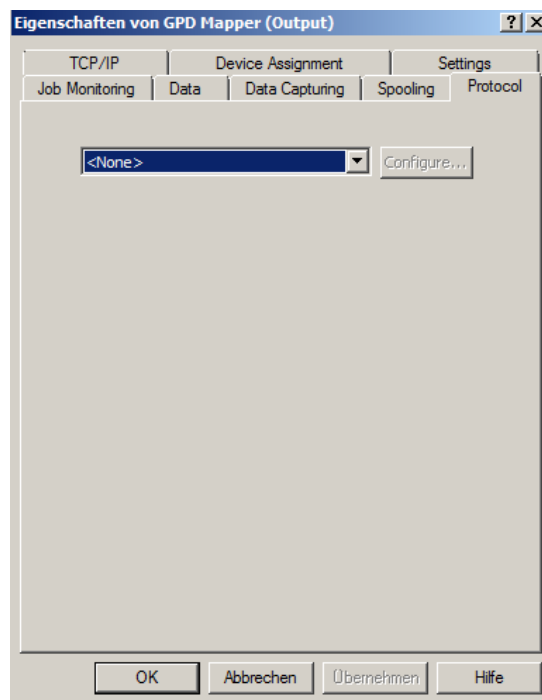 Eigenschaften von GPD Mapper (Output)
TCP/IP Device Assignment Settings
Job Monitoring Data Data Capturing Spooling Protocol
<None> Configure...
OK Abbrechen Übernehmen Hilfe